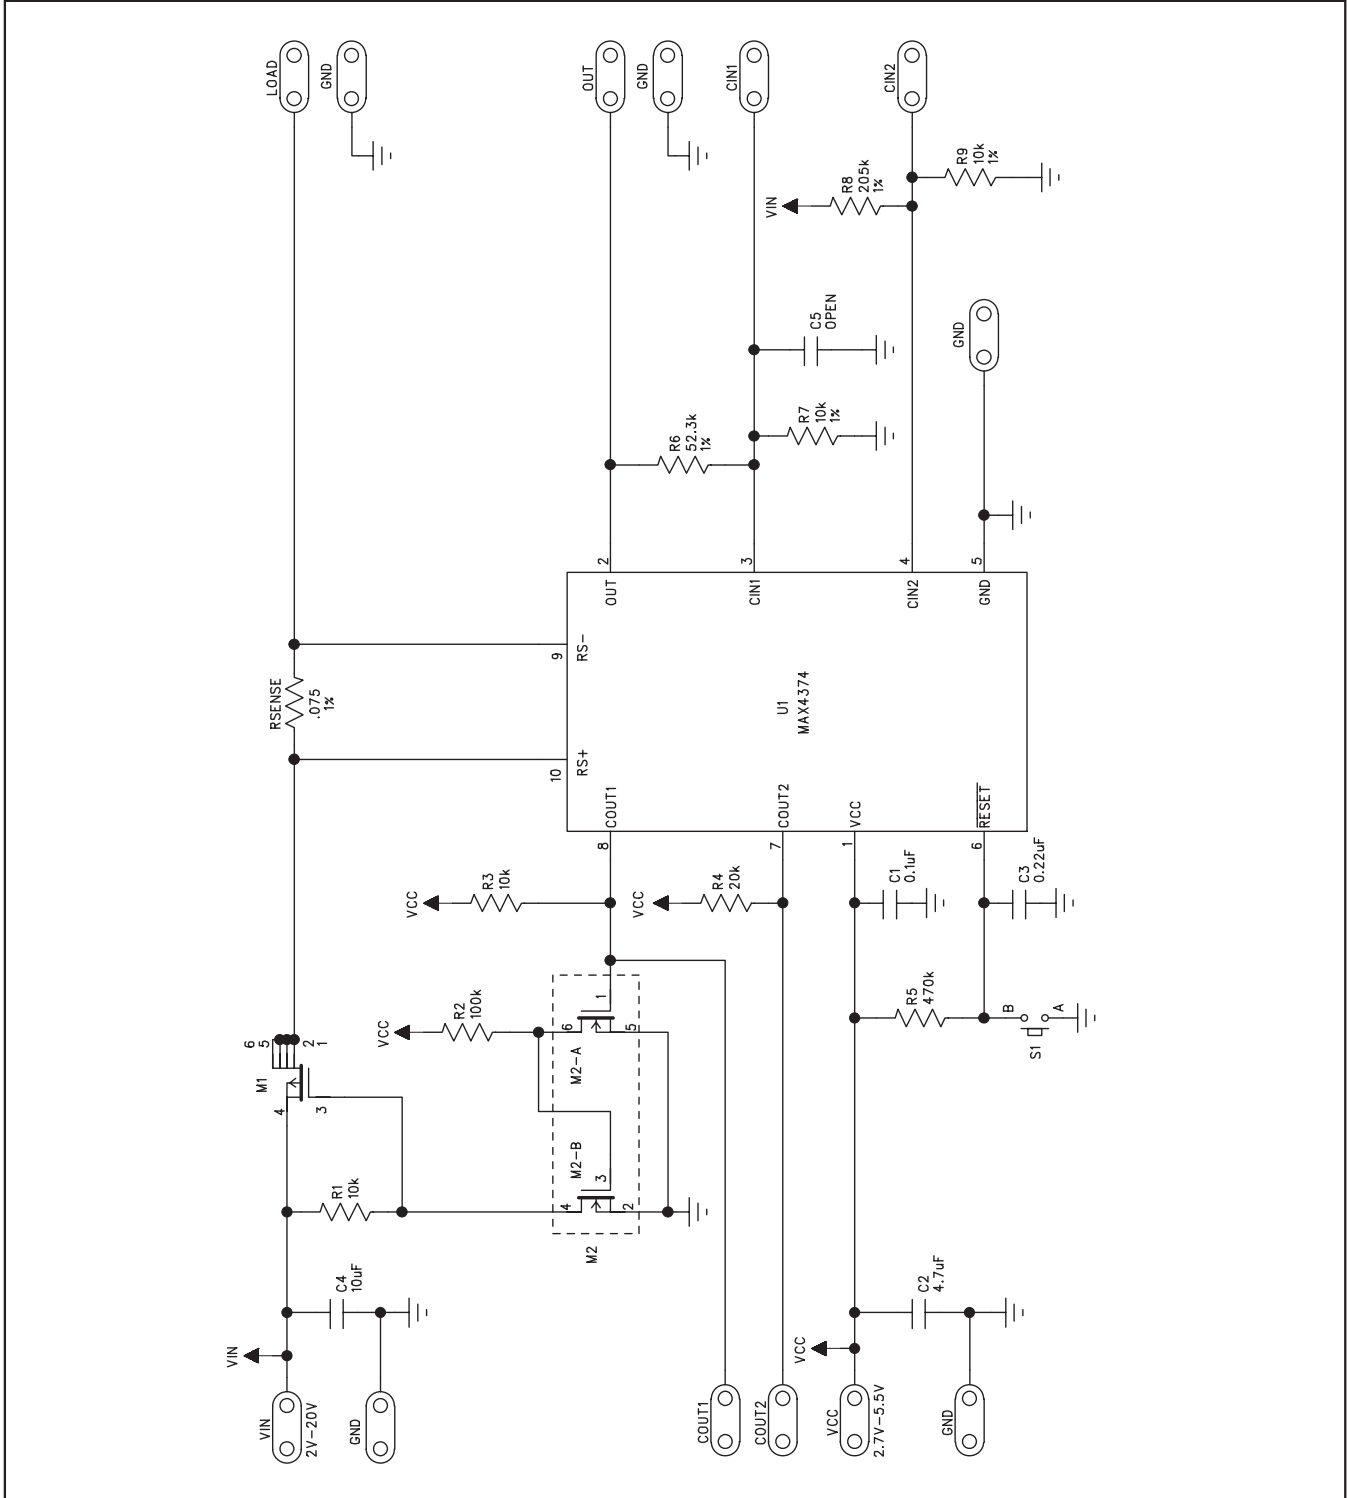 LOAD
GND
OUT
GND
CIN1
CIN2
VIN
R8
205k
1%
R9
10k
1%
C5
OPEN
GND
R6
52.3k
1%
R7
10k
1%
2
3
4
5
OUT
CIN1
CIN2
GND
9
RS-
RSENSE
.075
1%
10
RS+
U1
MAX4374
COUT1
COUT2
VCC
RESET
8
7
1
6
VCC
R3
10k
VCC
R4
20k
C1
0.1uF
C3
0.22uF
VCC
R2
100k
R5
470k
B
A
S1
6
5
2
1
M1
4
3
6
1
5
M2-A
M2-B
3
4
2
M2
R1
10k
C4
10uF
C2
4.7uF
VIN
VCC
VIN
2V-20V
GND
COUT1
COUT2
VCC
2.7V-5.5V
GND